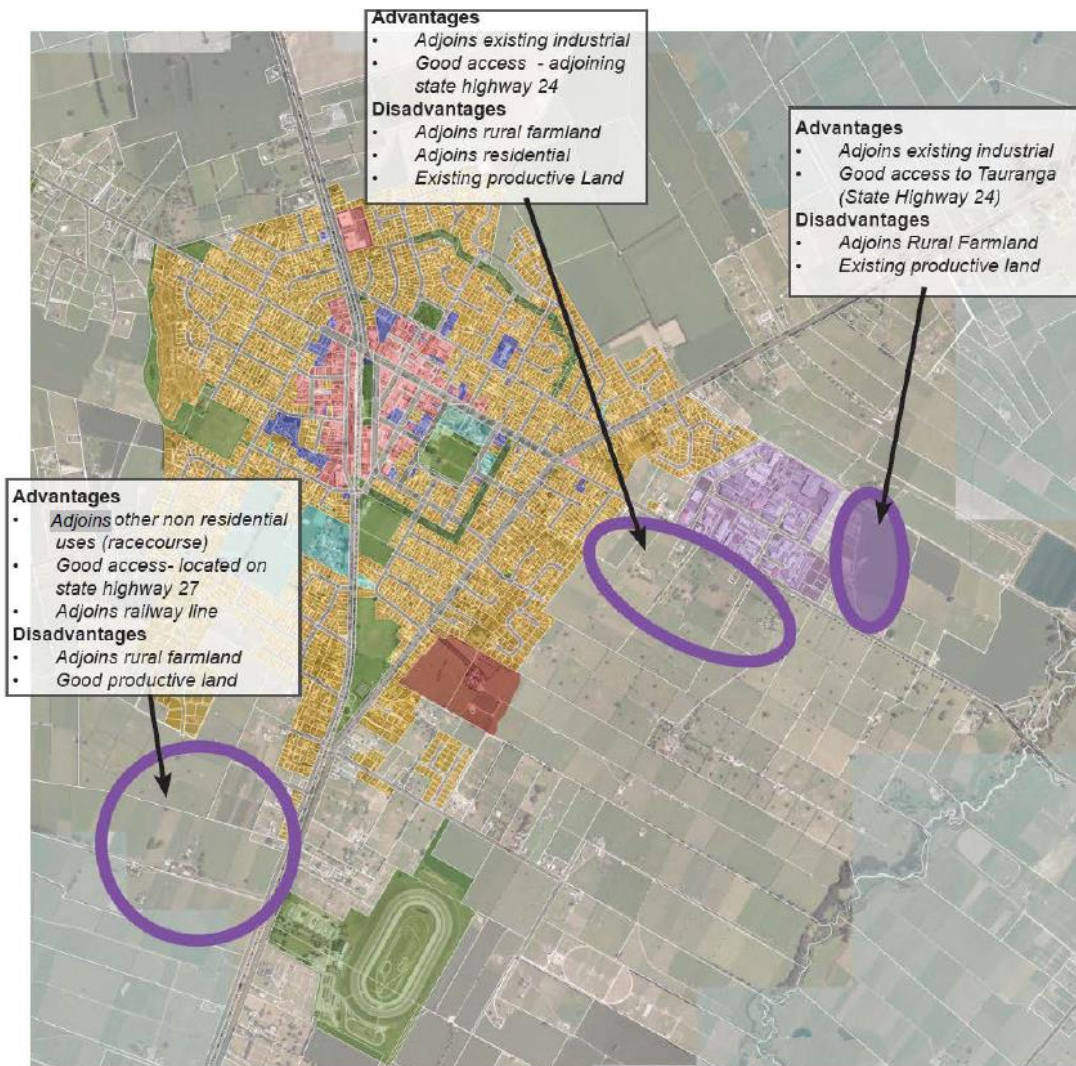 Advantages
• Adjoins existing industrial
• Good access - adjoining
state highway 24
Disadvantages
• Adjoins rural farmland
• Adjoins residential
• Existing productive Land
Advantages
• Adjoins existing industrial
• Good access to Tauranga
(State Highway 24)
Disadvantages
• Adjoins Rural Farmland
• Existing productive land
Advantages
• Adjoins other non residential
uses (racecourse)
• Good access- located on
state highway 27
• Adjoins railway line
Disadvantages
• Adjoins rural farmland
• Good productive land